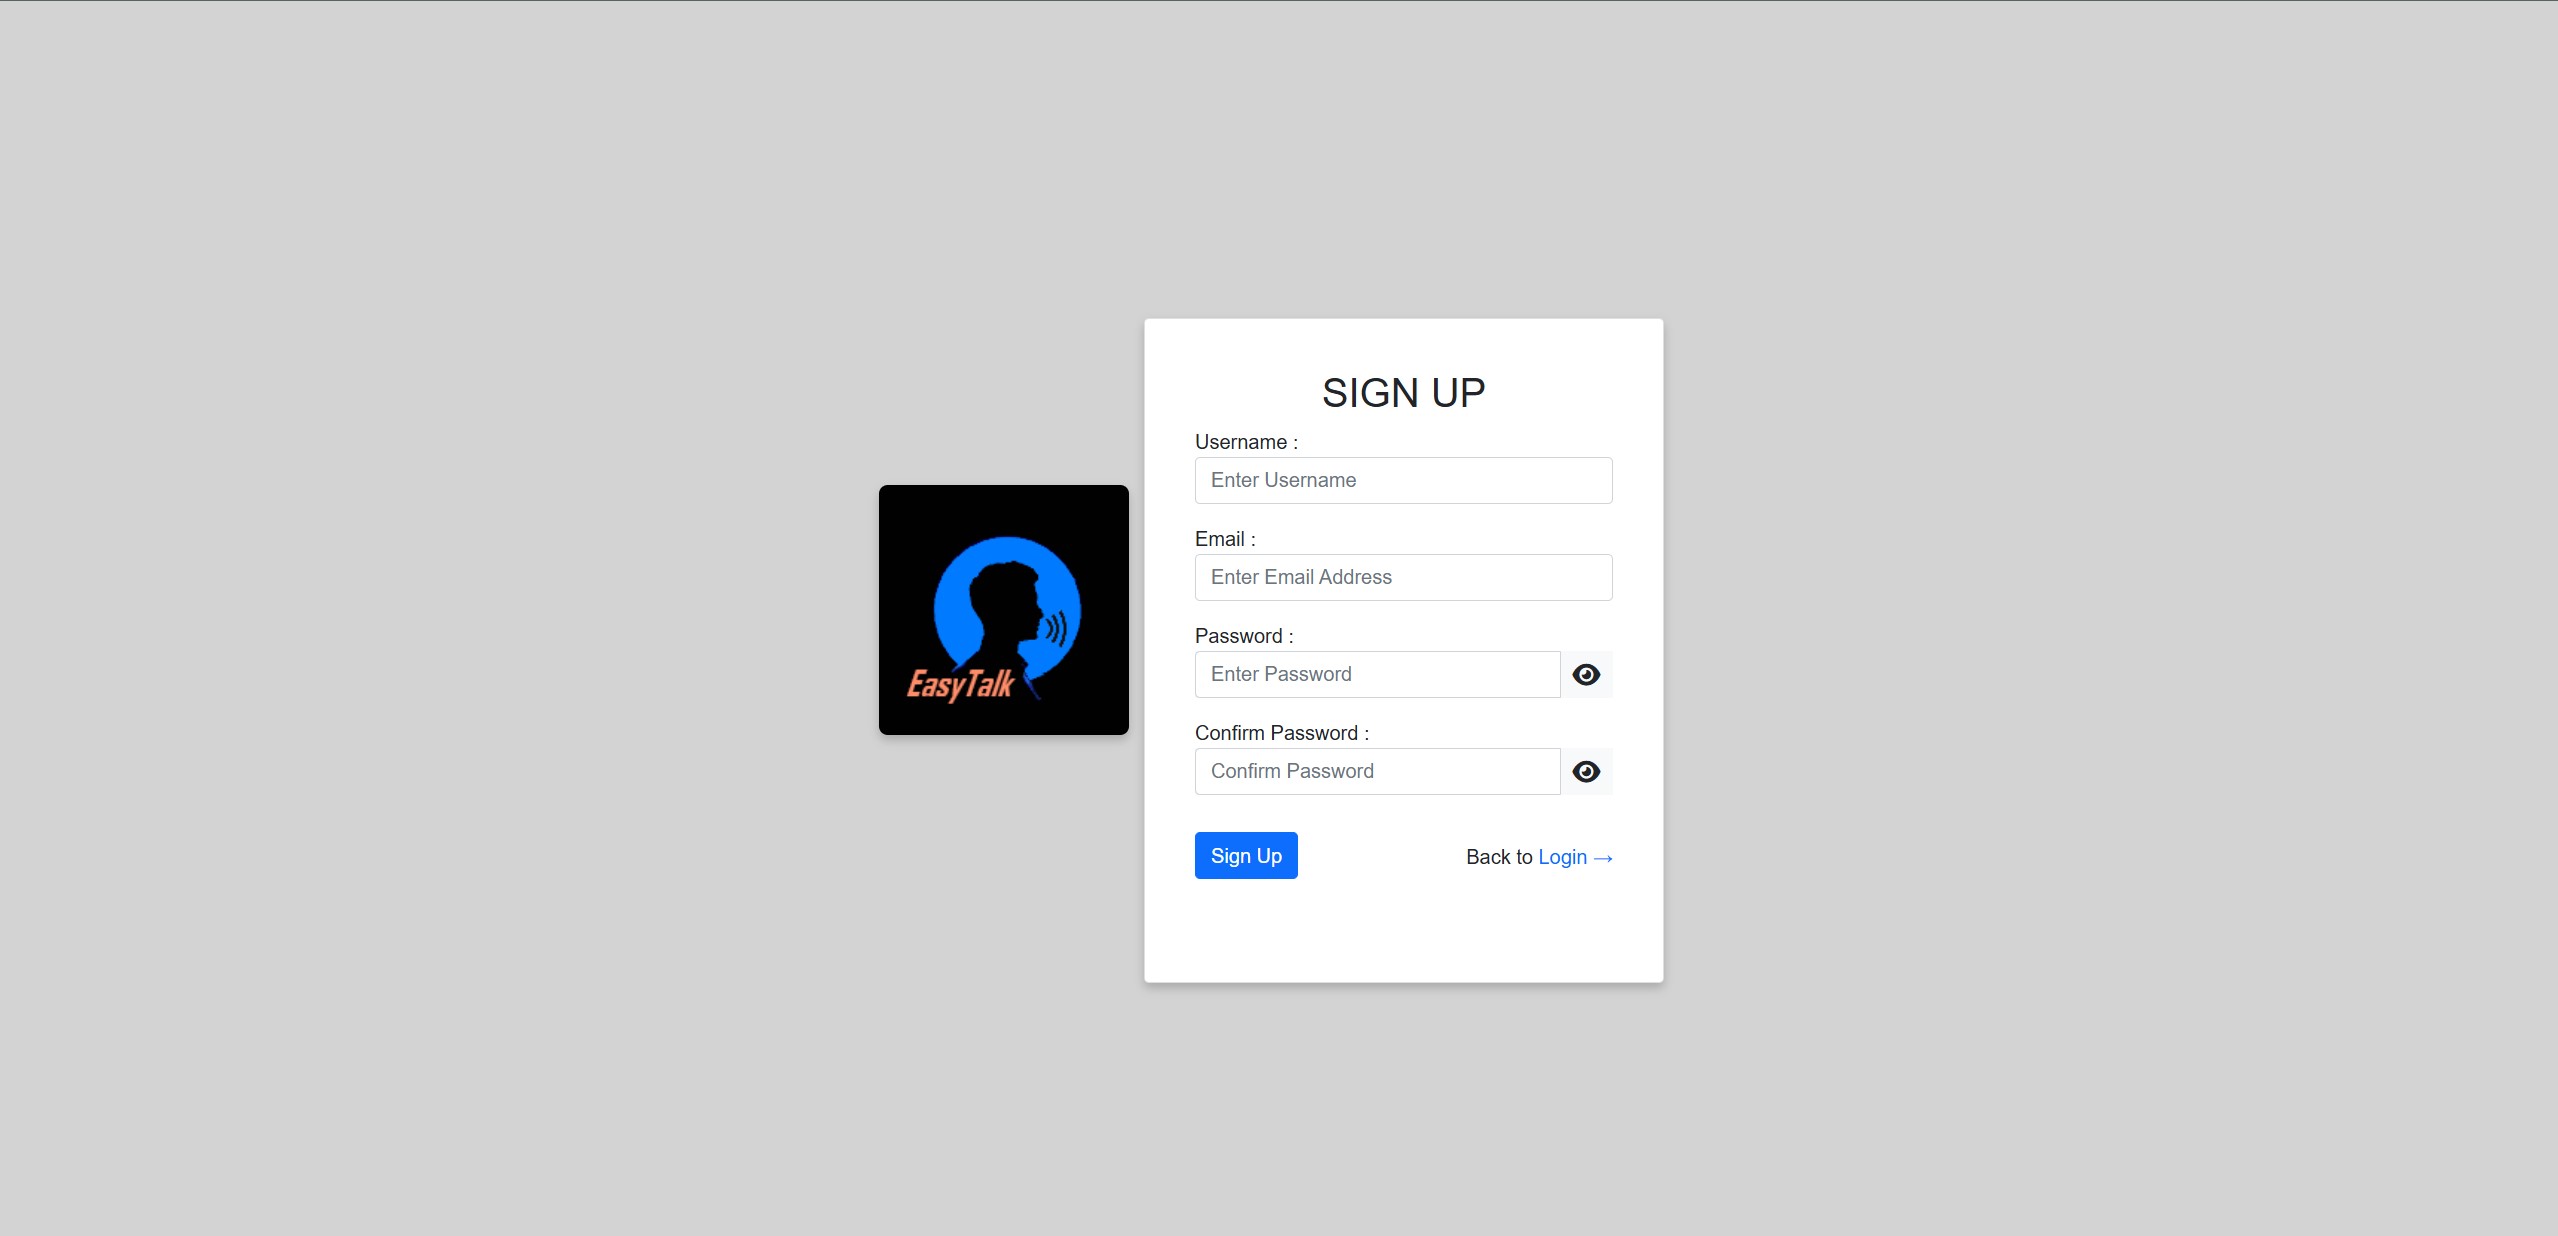 EasyTalk
SIGN UP
Username :
Enter Username
Email :
Enter Email Address
Password :
Enter Password
Confirm Password :
Confirm Password
Sign Up
Back to Login →